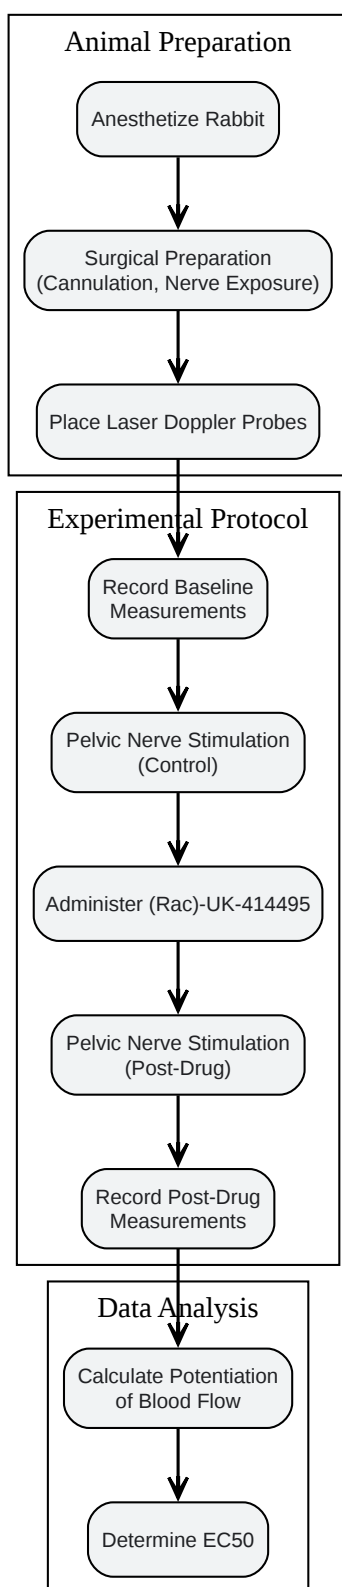 Animal Preparation
Anesthetize Rabbit
Surgical Preparation
(Cannulation, Nerve Exposure)
Place Laser Doppler Probes
Experimental Protocol
Record Baseline
Measurements
Pelvic Nerve Stimulation
(Control)
Administer (Rac)-UK-414495
Pelvic Nerve Stimulation
(Post-Drug)
Record Post-Drug
Measurements
Data Analysis
Calculate Potentiation
of Blood Flow
Determine EC50